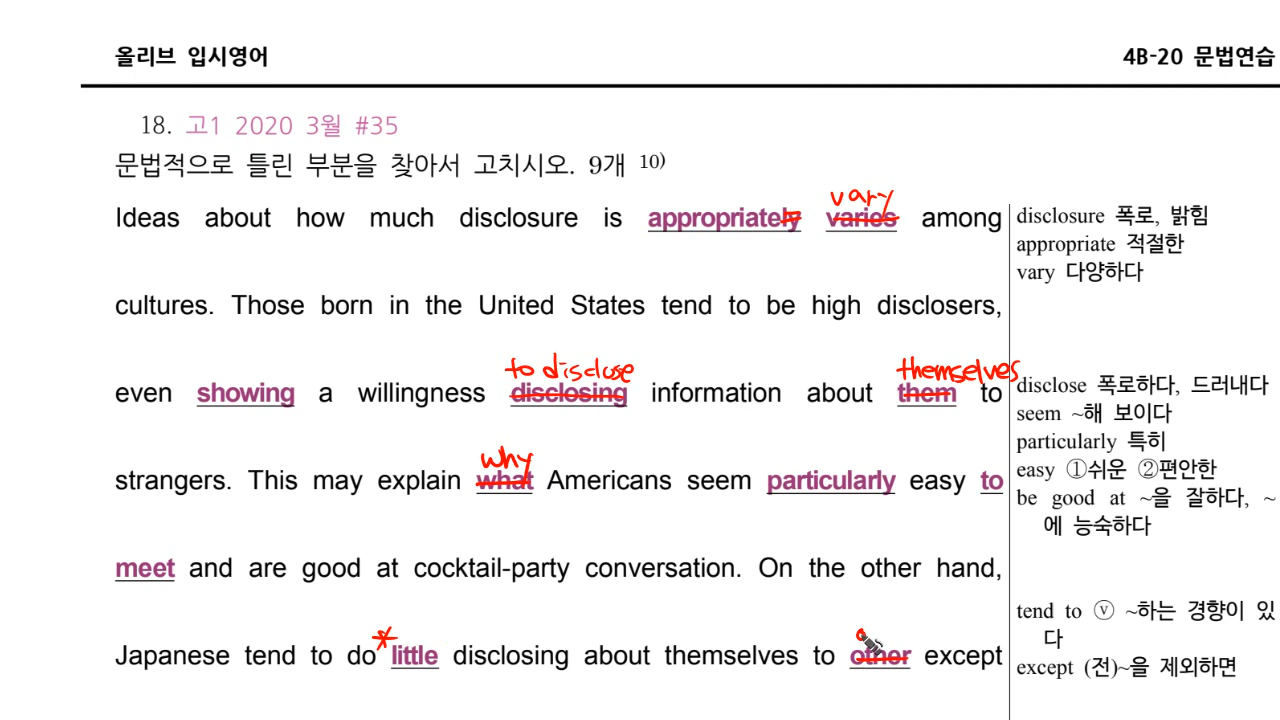 올리브 입시영어
4B-20 문법연습
18. 고1 2020 3월 #35
문법적으로 틀린 부분을 찾아서 고치시오. 9개 10)
vary
Ideas about how much disclosure is appropriately varies among
cultures. Those born in the United States tend to be high disclosers,
to disclose themselves
even showing a willingness disclosing information about them to
why
strangers. This may explain what Americans seem particularly easy to
meet and are good at cocktail-party conversation. On the other hand,
Japanese tend to do little disclosing about themselves to other except
disclosure 폭로, 밝힘
appropriate 적절한
vary 다양하다
disclose 폭로하다, 드러내다
seem ~해 보이다
particularly 특히
easy ①쉬운 ②편안한
be good at ~을 잘하다, ~
에 능숙하다
tend to ⓥ ~하는 경향이 있
다
except (전)~을 제외하면